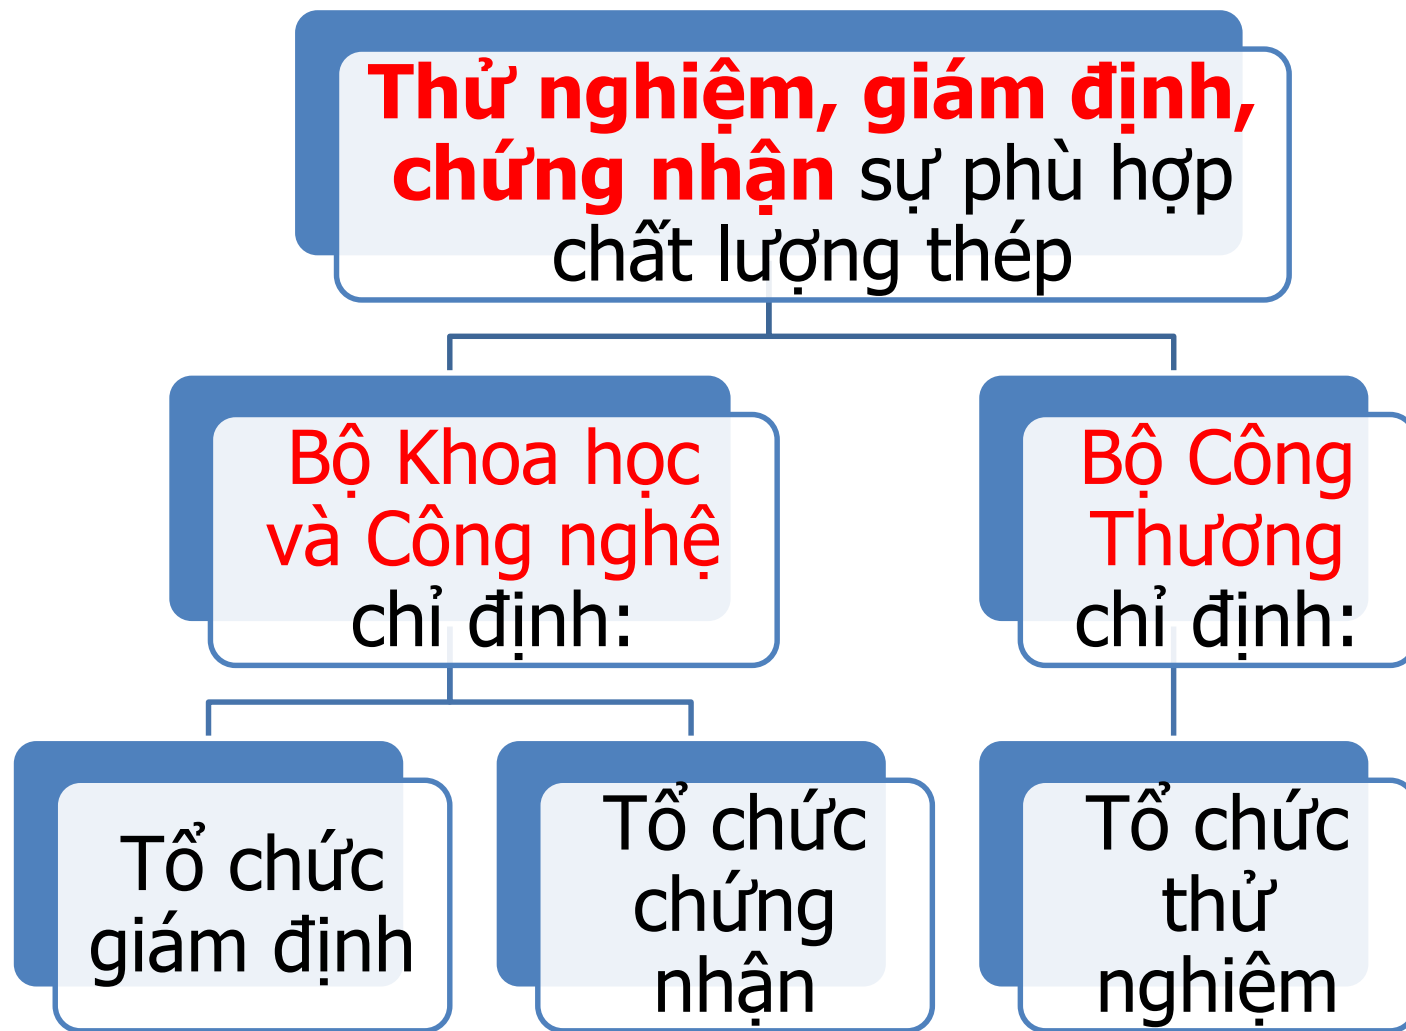 Thử nghiệm, giám định,
chứng nhận sự phù hợp
chất lượng thép
Bộ Khoa học
và Công nghệ
chỉ định:
Bộ Công
Thương
chỉ định:
Tổ chức
giám định
Tổ chức
chứng
nhận
Tổ chức
thử
nghiệm